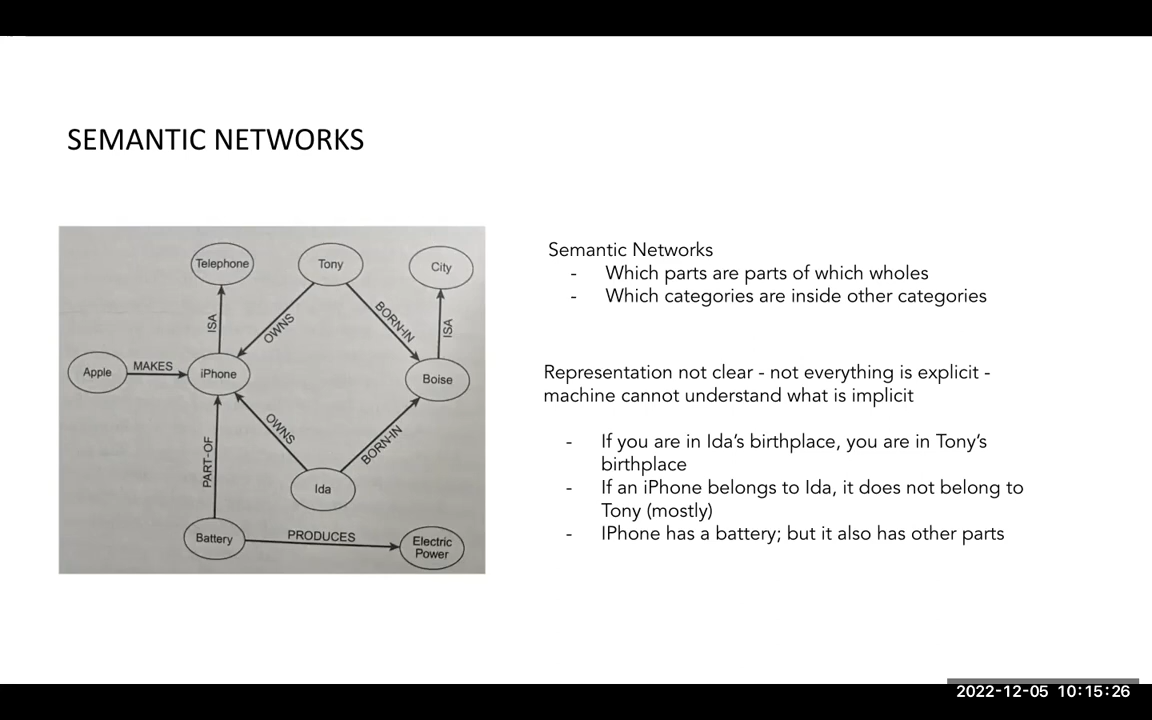 SEMANTIC NETWORKS
Telephone
Tony
City
ISA
OWNS
BORN-IN
ISA
Apple
MAKES
iPhone
Boise
PART-OF
OWNS
BORN-IN
Ida
Battery
PRODUCES
Electric
Power
Semantic Networks
- Which parts are parts of which wholes
- Which categories are inside other categories
Representation not clear - not everything is explicit -
machine cannot understand what is implicit
- If you are in Ida's birthplace, you are in Tony's
birthplace
- If an iPhone belongs to Ida, it does not belong to
Tony (mostly)
- IPhone has a battery; but it also has other parts
2022-12-05 10:15:26